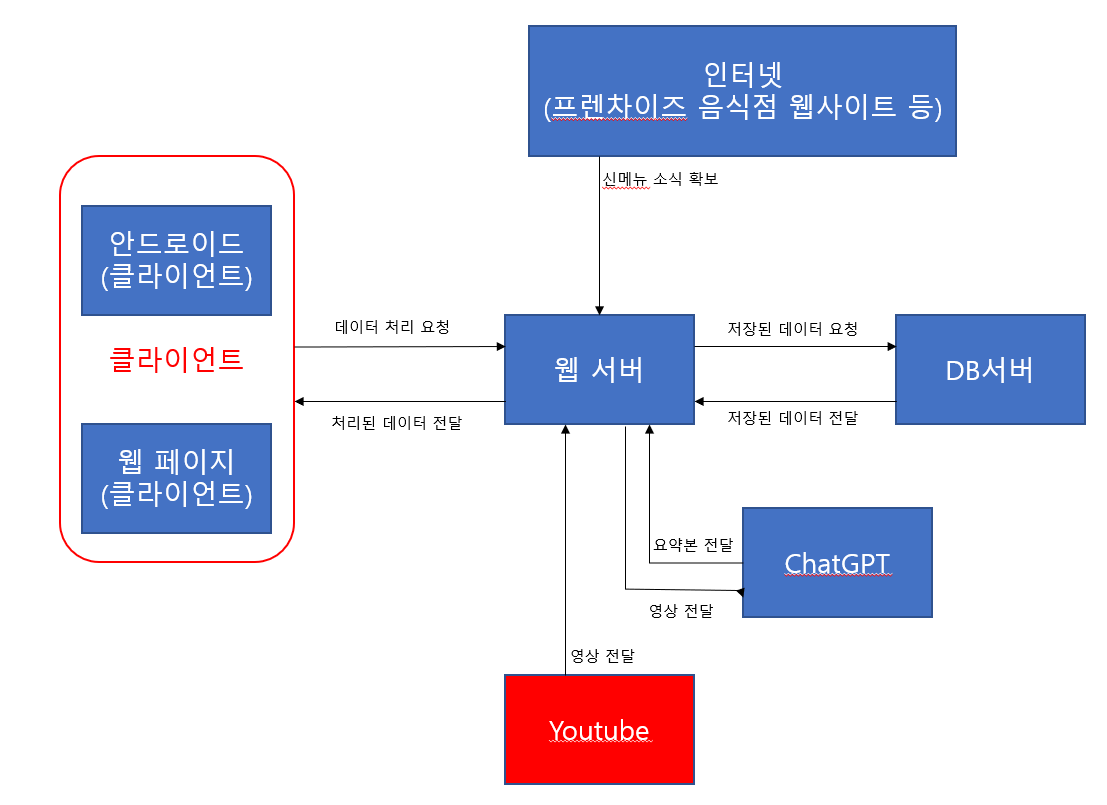 인터넷
(프렌차이즈 음식점 웹사이트 등)
신메뉴 소식 확보
안드로이드
(클라이언트)
클라이언트
웹 페이지
(클라이언트)
데이터 처리 요청
처리된 데이터 전달
웹 서버
저장된 데이터 요청
저장된 데이터 전달
DB서버
요약본 전달
ChatGPT
영상 전달
영상 전달
Youtube